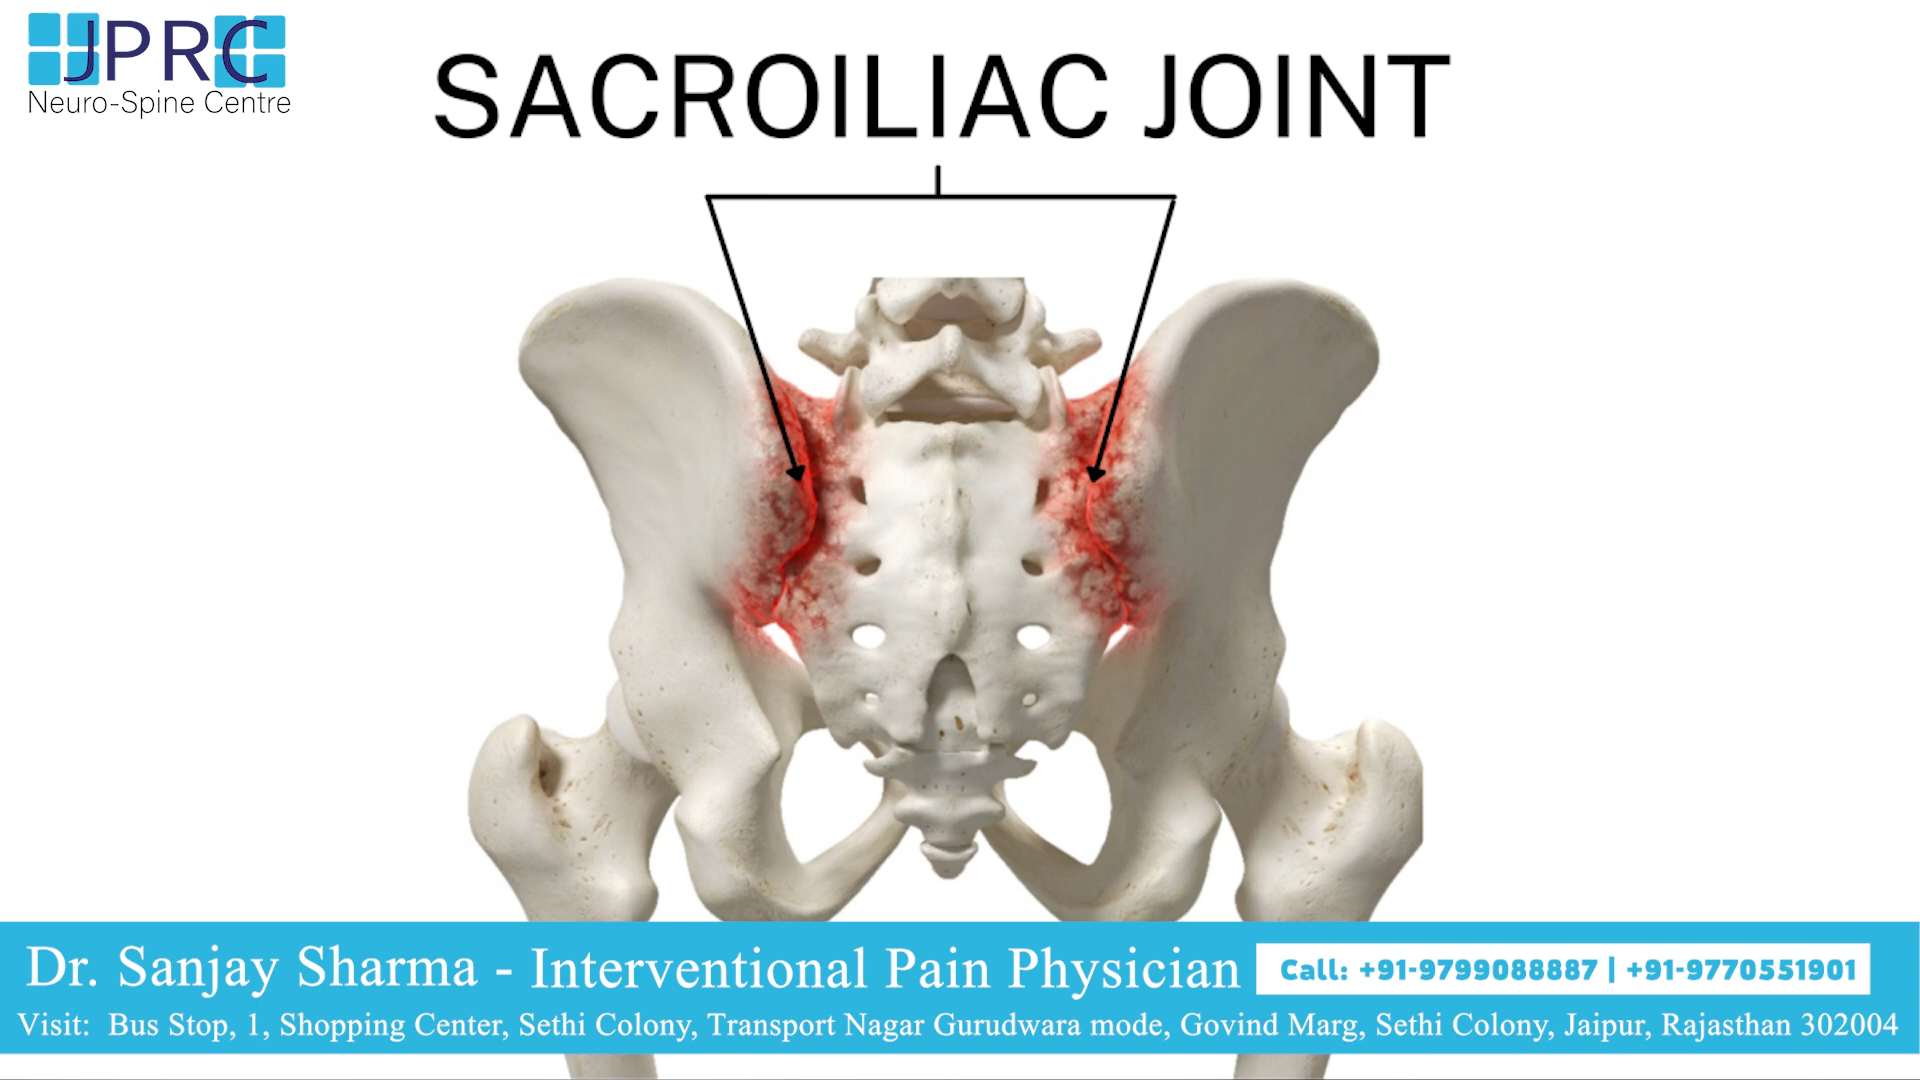 JPRC
Neuro-Spine Centre
SACROILIAC JOINT
Dr. Sanjay Sharma - Interventional Pain Physician
Call: +91-9799088887 | +91-9770551901
Visit: Bus Stop, 1, Shopping Center, Sethi Colony, Transport Nagar Gurudwara mode, Govind Marg, Sethi Colony, Jaipur, Rajasthan 302004